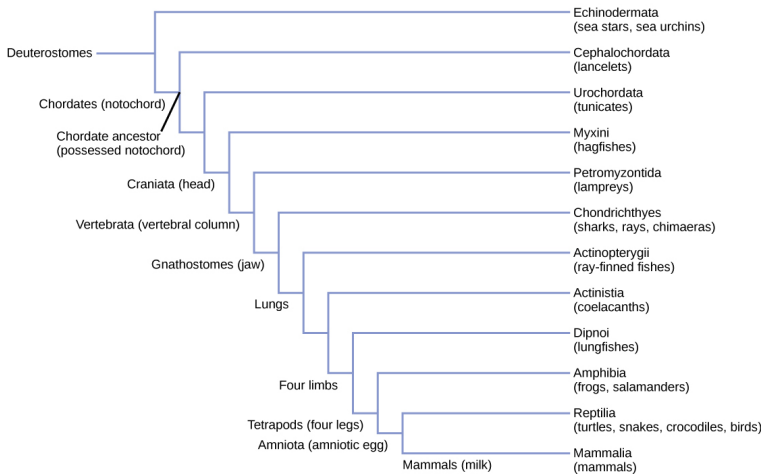 Echinodermata
(sea stars, sea urchins)
Deuterostomes
Cephalochordata
(lancelets)
Chordates (notochord)
Urochordata
(tunicates)
Chordate ancestor
(possessed notochord)
Myxini
(hagfishes)
Craniata (head)
Petromyzontida
(lampreys)
Vertebrata (vertebral column)
Chondrichthyes
(sharks, rays, chimaeras)
Gnathostomes (jaw)
Actinopterygii
(ray-finned fishes)
Lungs
Actinistia
(coelacanths)
Dipnoi
(lungfishes)
Four limbs
Amphibia
(frogs, salamanders)
Tetrapods (four legs)
Reptilia
(turtles, snakes, crocodiles, birds)
Amniota (amniotic egg)
Mammals (milk)
Mammalia
(mammals)